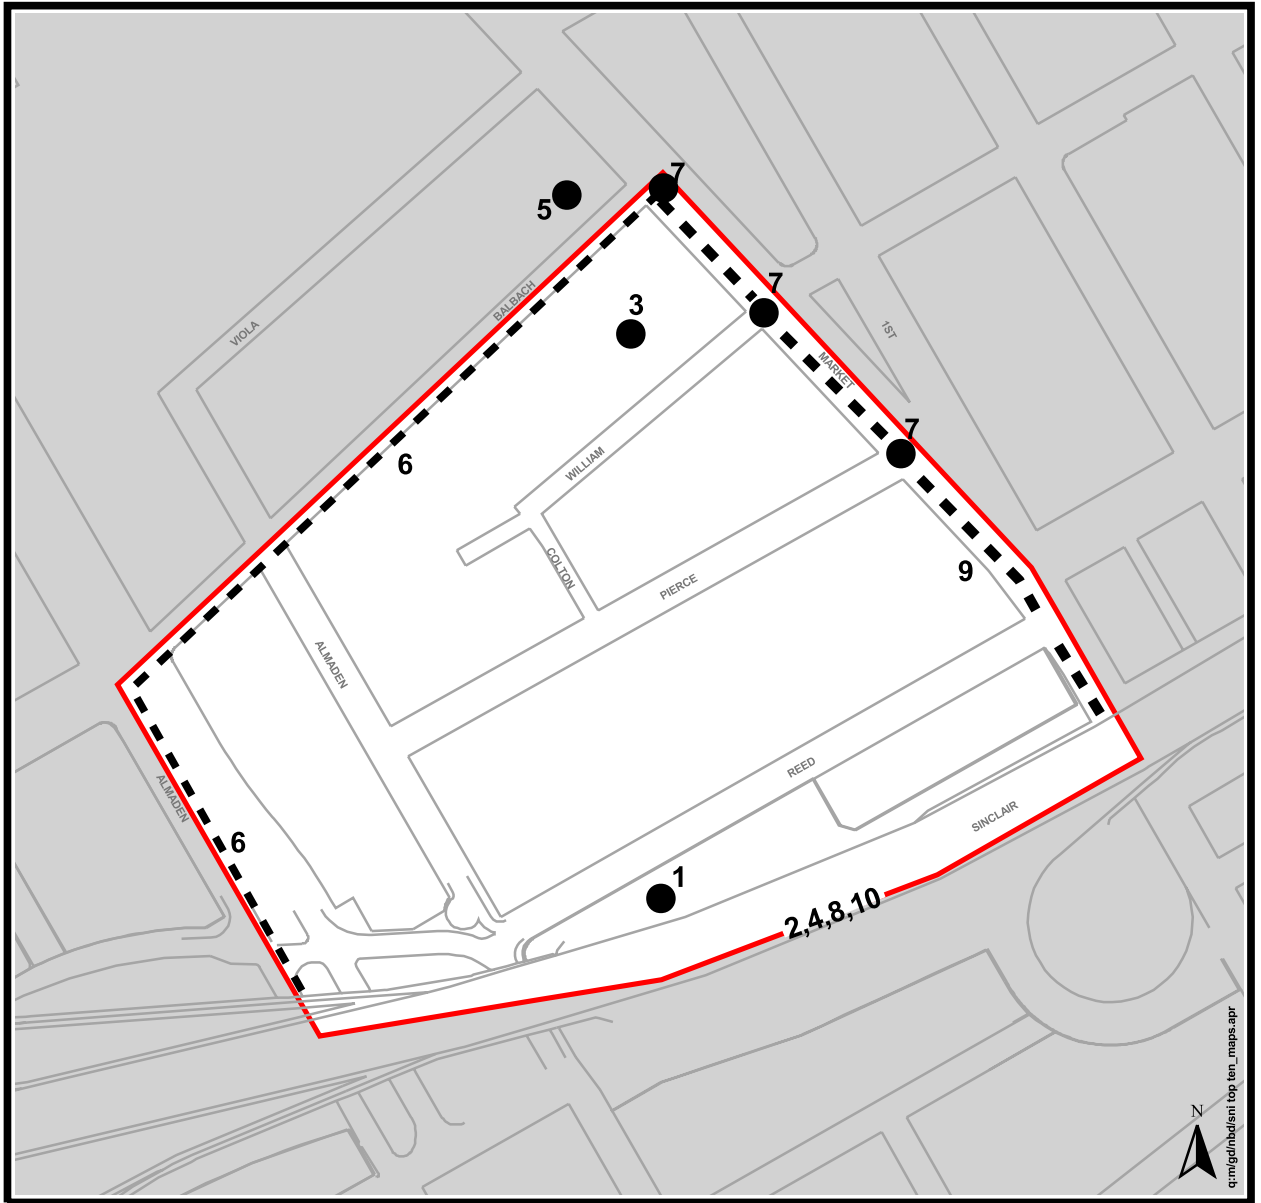 7
5
7
3
BALBACH
VIOLA
1ST
MARKET
7
6
WILLIAM
COLTON
9
PIERCE
ALMADEN
REED
ALMADEN
SINCLAIR
6
1
2,4,8,10
N
q:m/gd/nbd/sni top ten_maps.apr